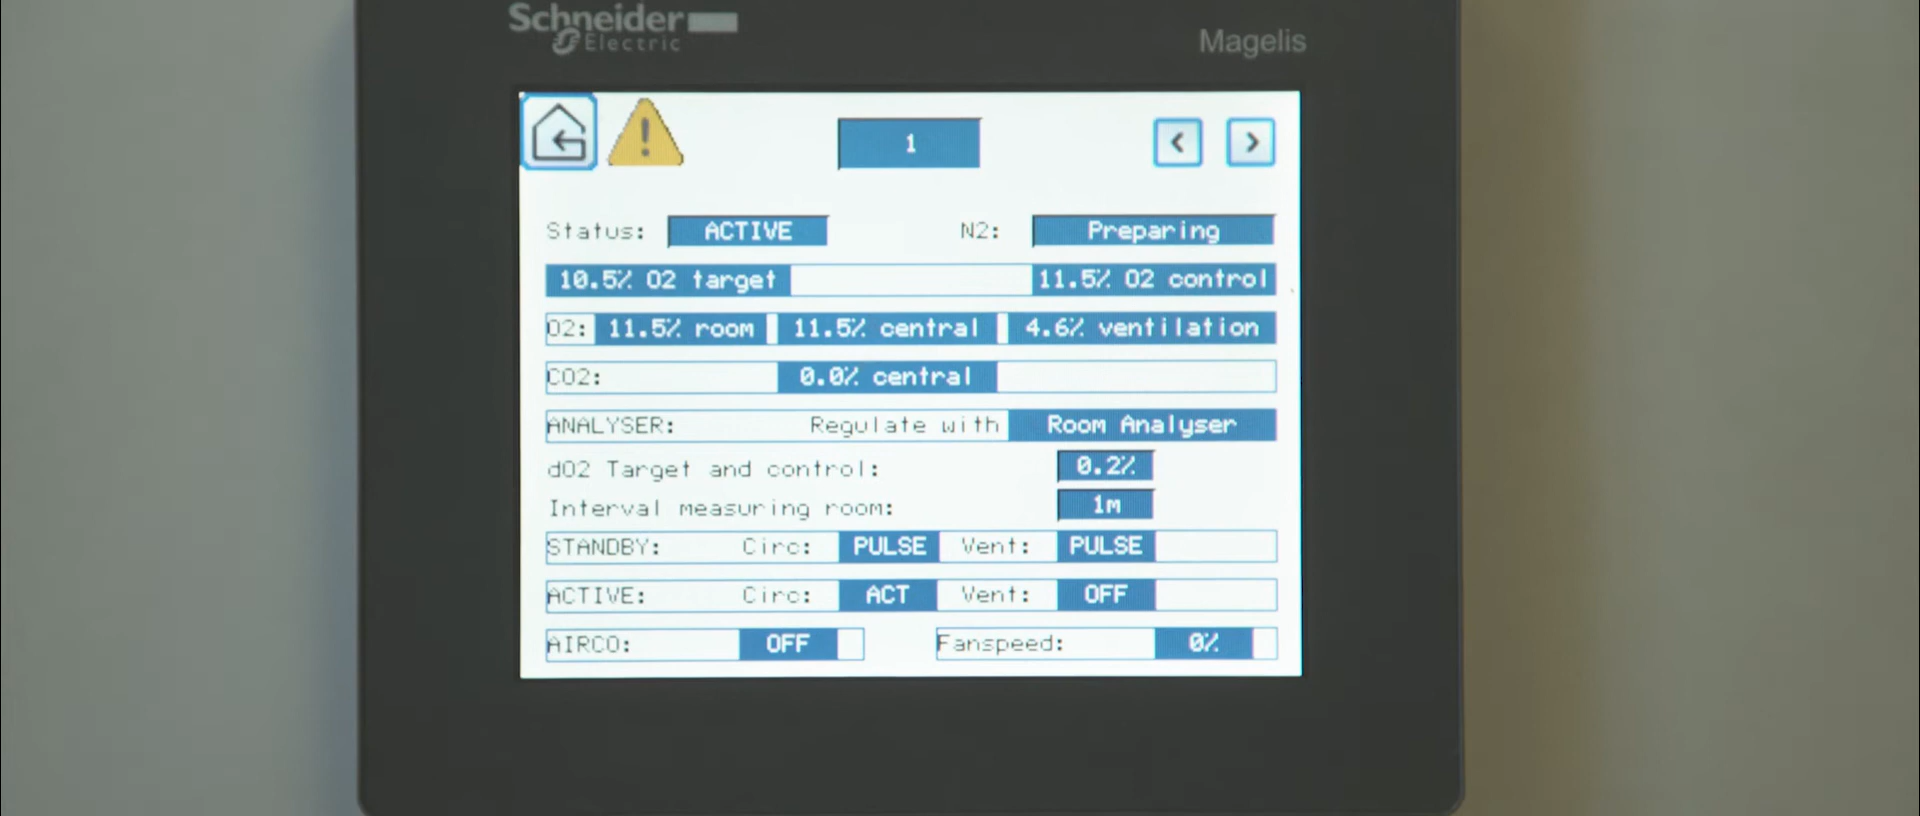 Schneider
Electric
Magelis
1
Status: ACTIVE N2: Preparing
10.5% O2 target 11.5% O2 control
O2: 11.5% room 11.5% central 4.6% ventilation
CO2: 0.0% central
ANALYSER: Regulate with Room Analyser
dO2 Target and control: 0.2%
Interval measuring room: 1m
STANDBY: Circ: PULSE Vent: PULSE
ACTIVE: Circ: ACT Vent: OFF
AIRCO: OFF Fanspeed: 0%